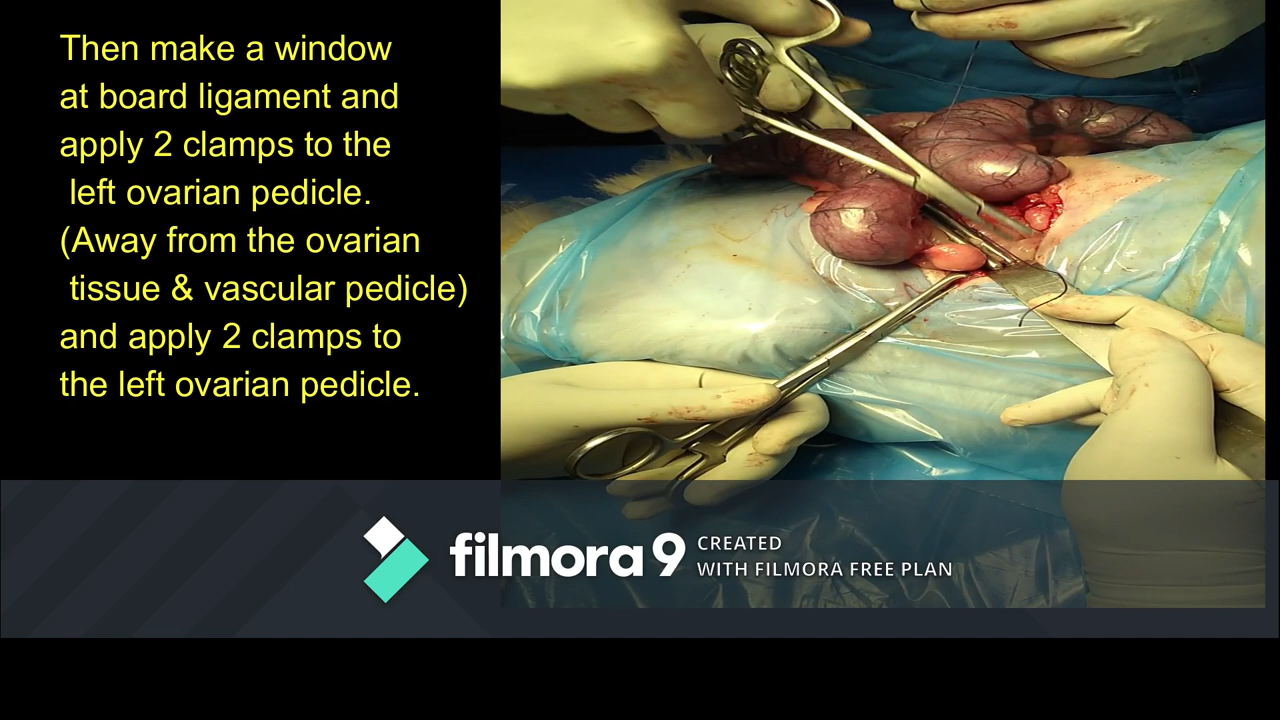 Then make a window
at board ligament and
apply 2 clamps to the
left ovarian pedicle.
(Away from the ovarian
tissue & vascular pedicle)
and apply 2 clamps to
the left ovarian pedicle.
filmora 9
CREATED
WITH FILMORA FREE PLAN